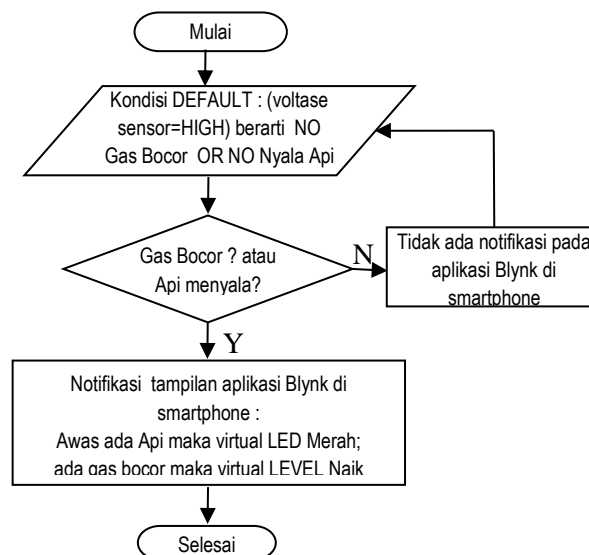 Mulai
Kondisi DEFAULT : (voltase
sensor=HIGH) berarti NO
Gas Bocor OR NO Nyala Api
Gas Bocor ? atau
Api menyala?
N
Tidak ada notifikasi pada
aplikasi Blynk di
smartphone
Y
Notifikasi tampilan aplikasi Blynk di
smartphone :
Awas ada Api maka virtual LED Merah;
ada gas bocor maka virtual LEVEL Naik
Selesai